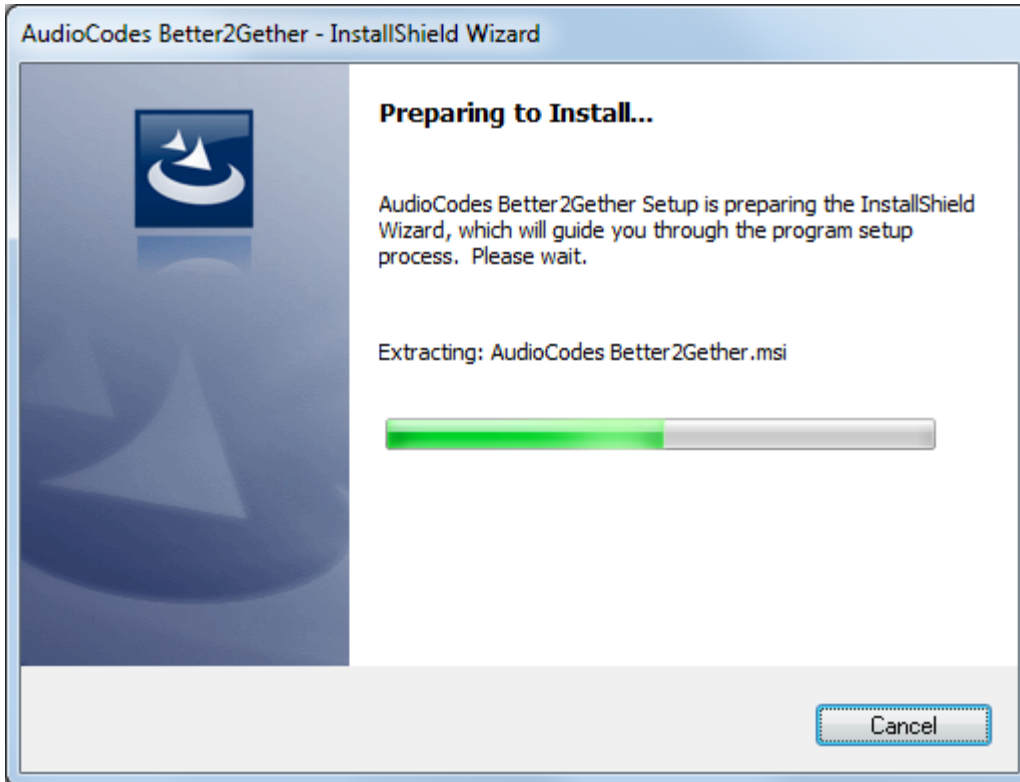 AudioCodes Better2Gether - InstallShield Wizard
Preparing to Install...
AudioCodes Better2Gether Setup is preparing the InstallShield
Wizard, which will guide you through the program setup
process. Please wait.
Extracting: AudioCodes Better2Gether.msi
Cancel